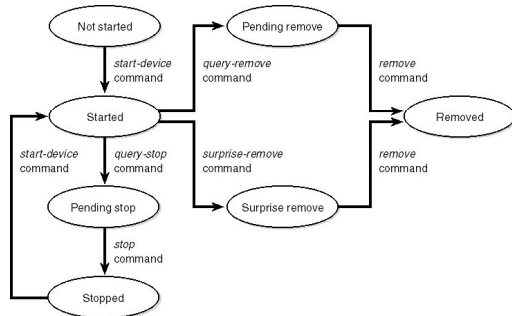 Not started
Pending remove
start-device
command
query-remove
command
remove
command
Started
Removed
start-device
command
query-stop
command
surprise-remove
command
remove
command
Pending stop
Surprise remove
stop
command
Stopped